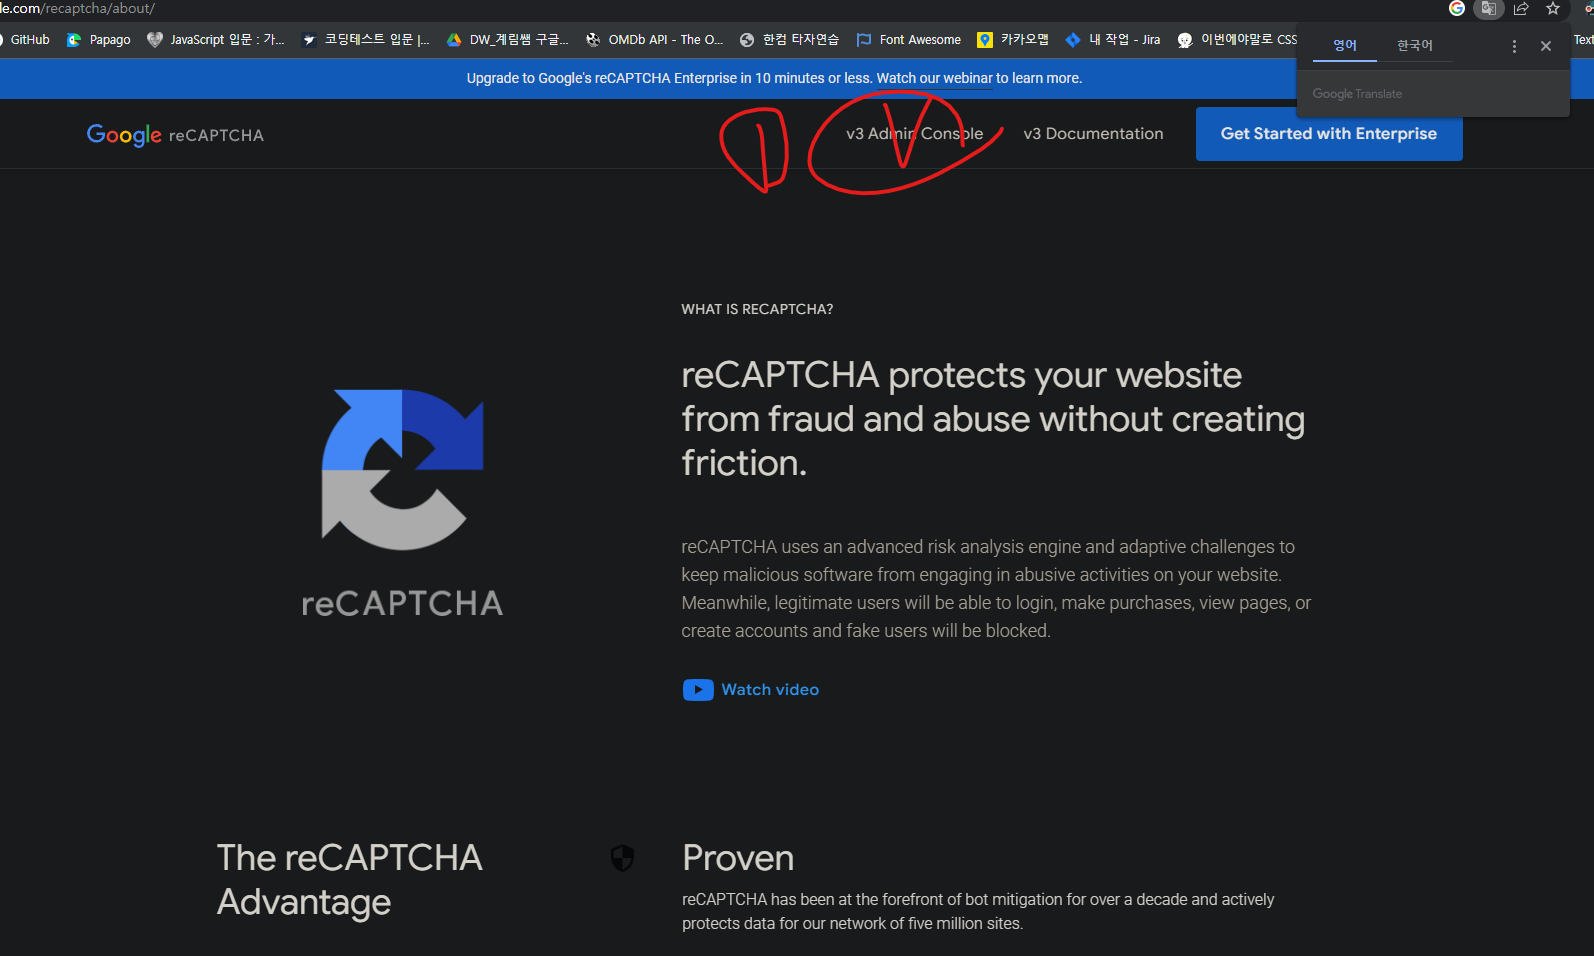 le.com/recaptcha/about/
GitHub Papago JavaScript 입문 : 가... 코딩테스트 입문 |... DW_계림쌤 구글... OMDb API - The O... 한컴 타자연습 Font Awesome 카카오맵 내 작업 - Jira 이번에야말로 CSS Text
영어 한국어
Google Translate
Upgrade to Google's reCAPTCHA Enterprise in 10 minutes or less. Watch our webinar to learn more.
Google reCAPTCHA v3 Admin Console v3 Documentation Get Started with Enterprise
WHAT IS RECAPTCHA?
reCAPTCHA protects your website
from fraud and abuse without creating
friction.
reCAPTCHA
reCAPTCHA uses an advanced risk analysis engine and adaptive challenges to
keep malicious software from engaging in abusive activities on your website.
Meanwhile, legitimate users will be able to login, make purchases, view pages, or
create accounts and fake users will be blocked.
Watch video
The reCAPTCHA
Advantage
Proven
reCAPTCHA has been at the forefront of bot mitigation for over a decade and actively
protects data for our network of five million sites.